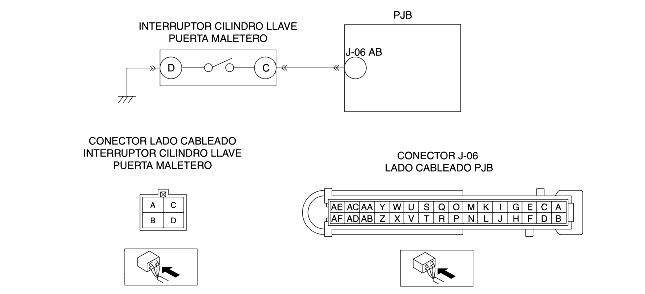 PJB
INTERRUPTOR CILINDRO LLAVE
PUERTA MALETERO
J-06 AB
D
C
CONECTOR LADO CABLEADO
INTERRUPTOR CILINDRO LLAVE
PUERTA MALETERO
CONECTOR J-06
LADO CABLEADO PJB
A C
B D
AE AC AA Y W U S Q O M K I G E C A
AF AD AB Z X V T R P N L J H F D B